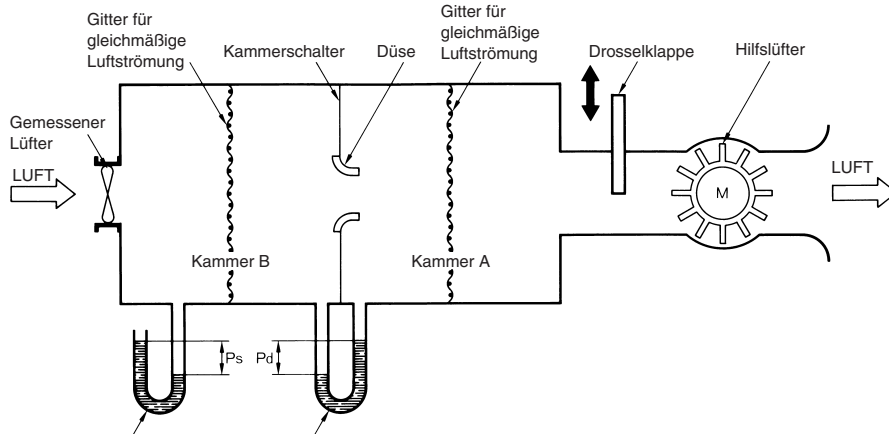 Gitter für
gleichmäßige
Luftströmung
Kammerschalter
Düse
Gitter für
gleichmäßige
Luftströmung
Drosselklappe
Hilfslüfter
Gemessener
Lüfter
LUFT
M
LUFT
Kammer B
Kammer A
Ps
Pd